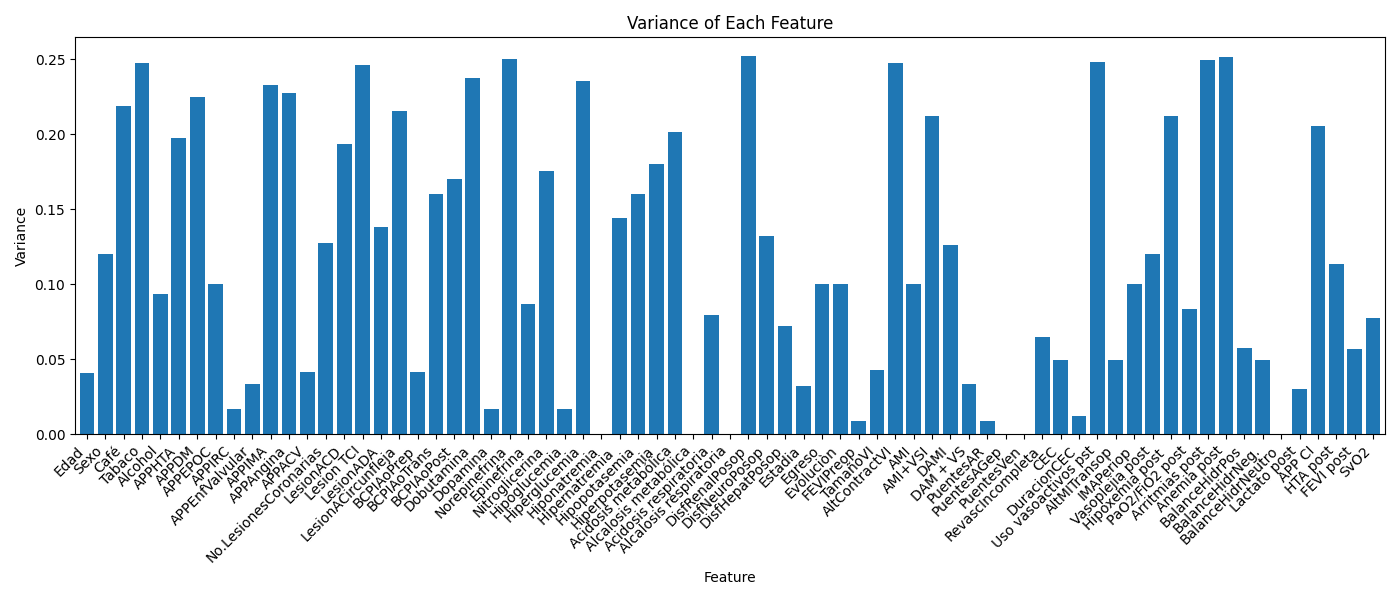 Variance of Each Feature
Variance
0.25
0.20
0.15
0.10
0.05
0.00
Edad
Sexo
Café
Tabaco
Alcohol
APPHTA
APPDM
APPEPOC
APPIRC
APPEnfValvular
APPIMA
APPAngina
APPACV
No.LesionesCoronarias
LesionACD
Lesion TCI
LesionADA
LesionACircunfleja
BCPIAoPrep
BCPIAoTrans
BCPIAoPost
Dobutamina
Dopamina
Norepinefrina
Epinefrina
Nitroglicerina
Hipoglucemia
Hiperglucemia
Hiponatremia
Hipernatremia
Hipopotasemia
Hiperpotasemia
Acidosis metabólica
Alcalosis metabólica
Acidosis respiratoria
Alcalosis respiratoria
DisfRenalPosop
DisfNeuroPosop
DisfHepatPosop
Estadia
Egreso
Evolución
FEVIPreop
TamañoVI
AltContractVI
AMI
AMI+VSI
DAMI
DAM + VS
PuentesAR
PuentesAGep
PuentesVen
RevascIncompleta
CEC
DuraciónCEC
Uso vasoactivos post
AltMITransop
IMAPeriop
Vasoplejia post
Hipoxemia post
PaO2/FiO2 post
Arritmias post
Anemia post
BalanceHidrPos
BalanceHidrNeg.
BalanceHidrNeutro
Lactato post
APP CI
HTA post
FEVI post
SvO2
Feature